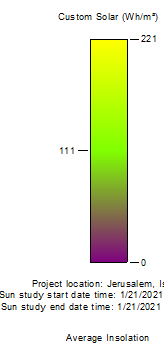 Custom Solar (Wh/m²)
221
111
0
Project location: Jerusalem, Is
Sun study start date time: 1/21/2021
Sun study end date time: 1/21/2021
Average Insolation